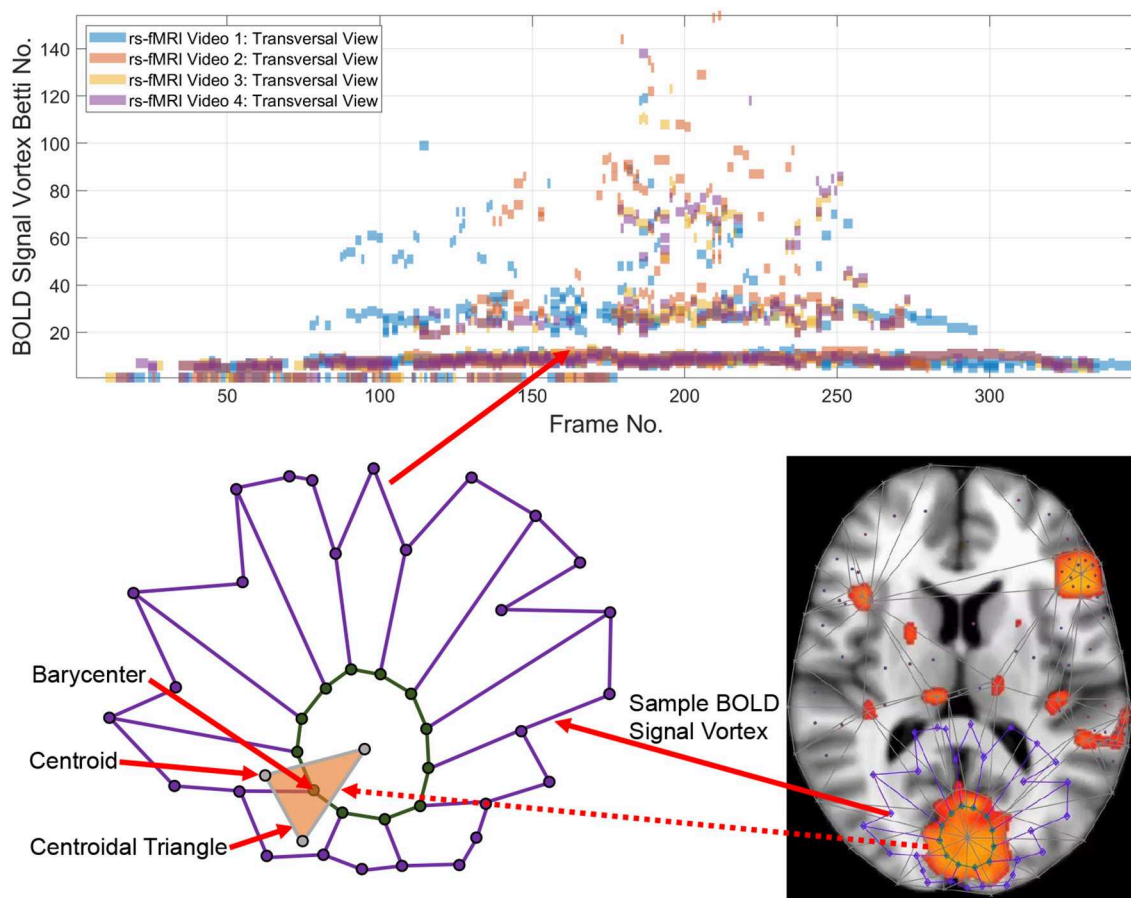 BOLD SIgnal Vortex Betti No.
140
120
100
80
60
40
20
rs-fMRI Video 1: Transversal View
rs-fMRI Video 2: Transversal View
rs-fMRI Video 3: Transversal View
rs-fMRI Video 4: Transversal View
50 100 150 200 250 300
Frame No.
Barycenter
Centroid
Centroidal Triangle
Sample BOLD
Signal Vortex